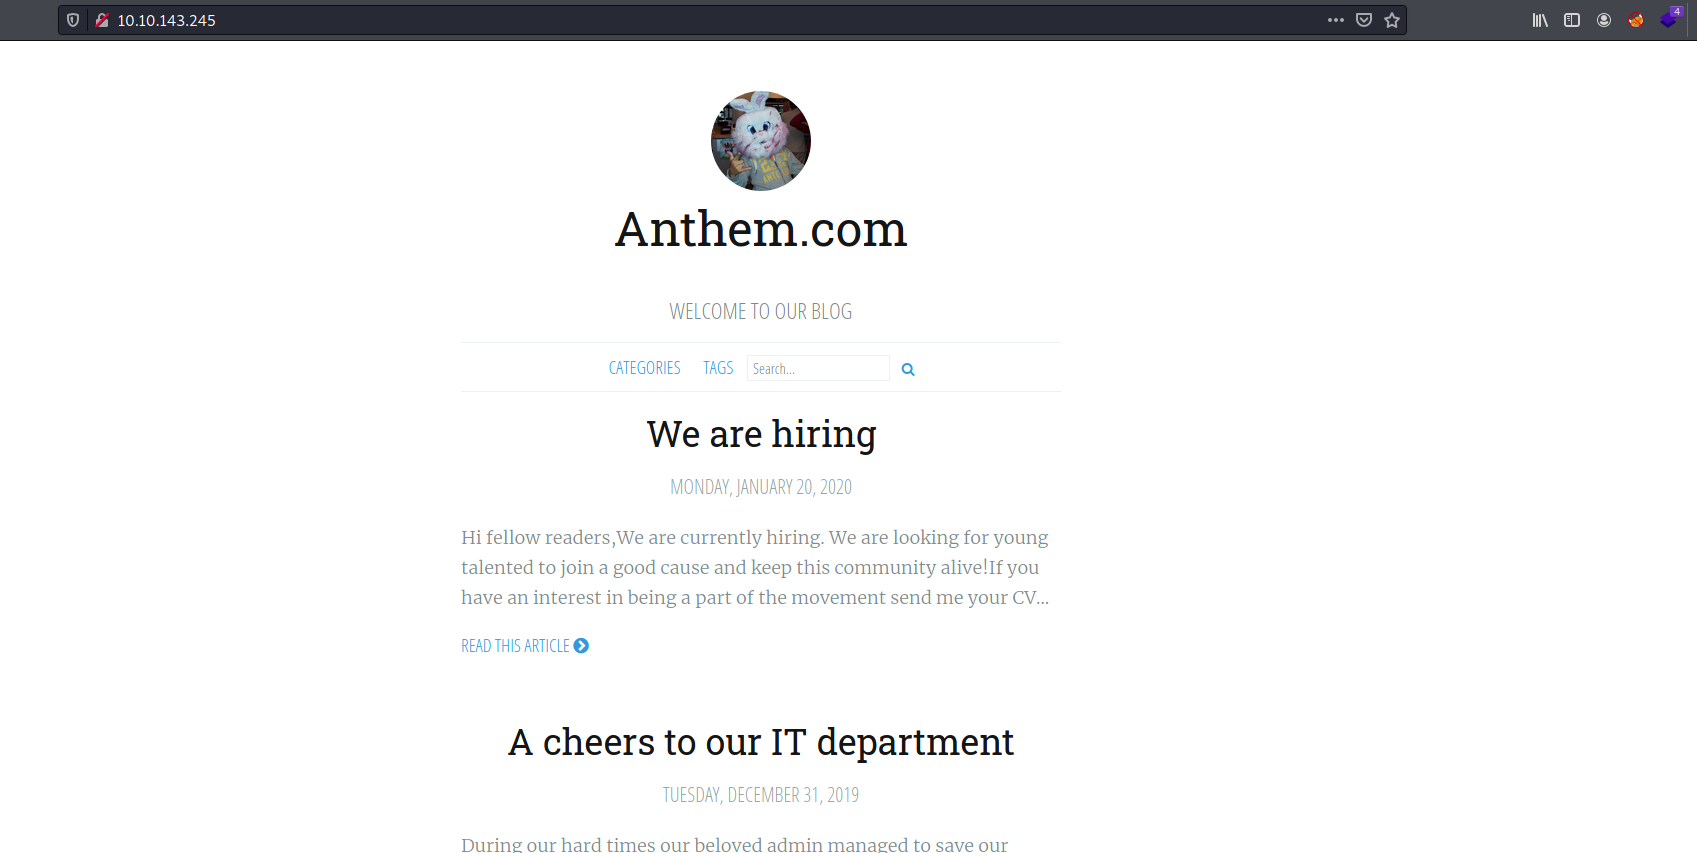 10.10.143.245
4
Anthem.com
WELCOME TO OUR BLOG
CATEGORIES TAGS Search...
We are hiring
MONDAY, JANUARY 20, 2020
Hi fellow readers,We are currently hiring. We are looking for young
talented to join a good cause and keep this community alive!If you
have an interest in being a part of the movement send me your CV...
READ THIS ARTICLE
A cheers to our IT department
TUESDAY, DECEMBER 31, 2019
During our hard times our beloved admin managed to save our